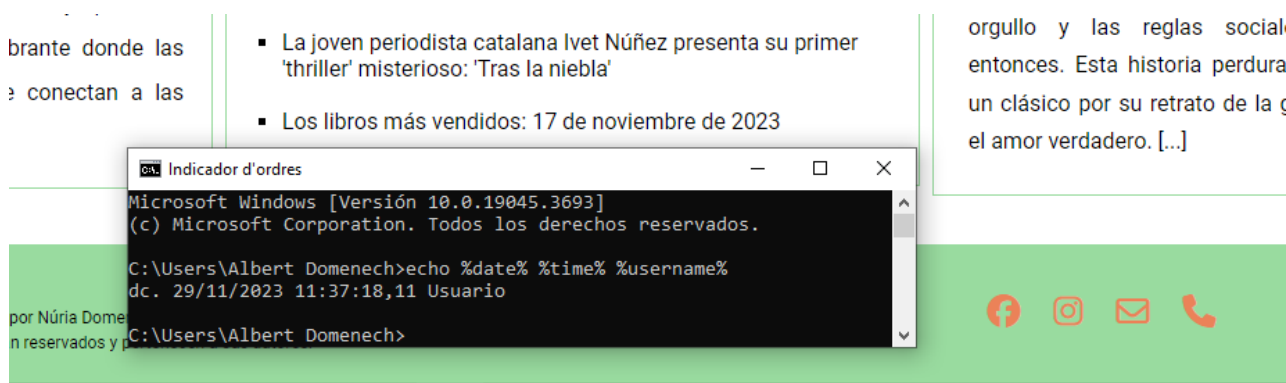 brante donde las
conectan a las
▪ La joven periodista catalana Ivet Núñez presenta su primer
'thriller' misterioso: 'Tras la niebla'
▪ Los libros más vendidos: 17 de noviembre de 2023
orgullo y las reglas social
entonces. Esta historia perdura
un clásico por su retrato de la g
el amor verdadero. [...]
Indicador d'ordres
Microsoft Windows [Versión 10.0.19045.3693]
(c) Microsoft Corporation. Todos los derechos reservados.
C:\Users\Albert Domenech>echo %date% %time% %username%
dc. 29/11/2023 11:37:18,11 Usuario
C:\Users\Albert Domenech>
por Núria Dome
n reservados y